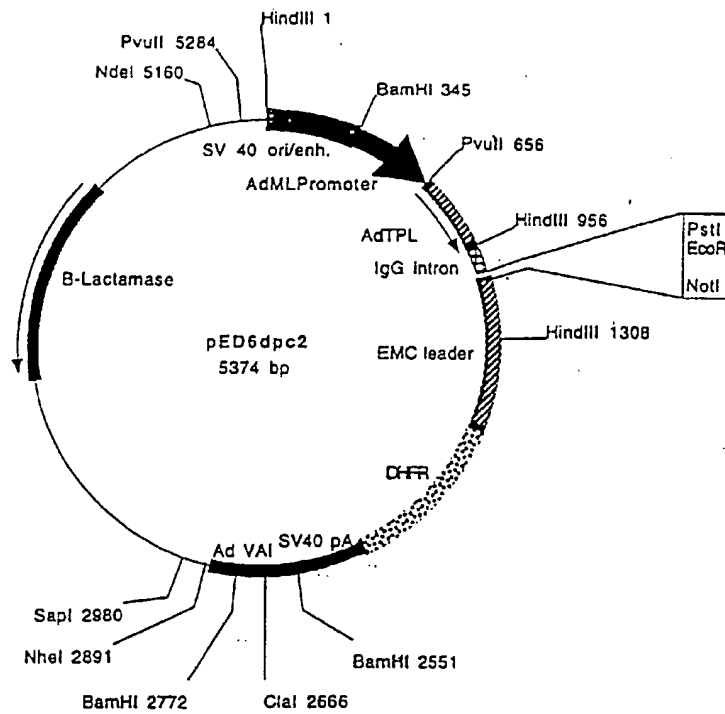 HindIII 1
PvuII 5284
NdeI 5160
BamHI 345
SV 40 ori/enh.
PvuII 656
AdMLPromoter
HindIII 956
AdTPL
IgG intron
PstI
EcoR
NotI
B-Lactamase
pED6dpc2
5374 bp
HindIII 1308
EMC leader
DHFR
Ad VAI
SV40 pA
SapI 2980
NheI 2891
BamHI 2772
ClaI 2666
BamHI 2551